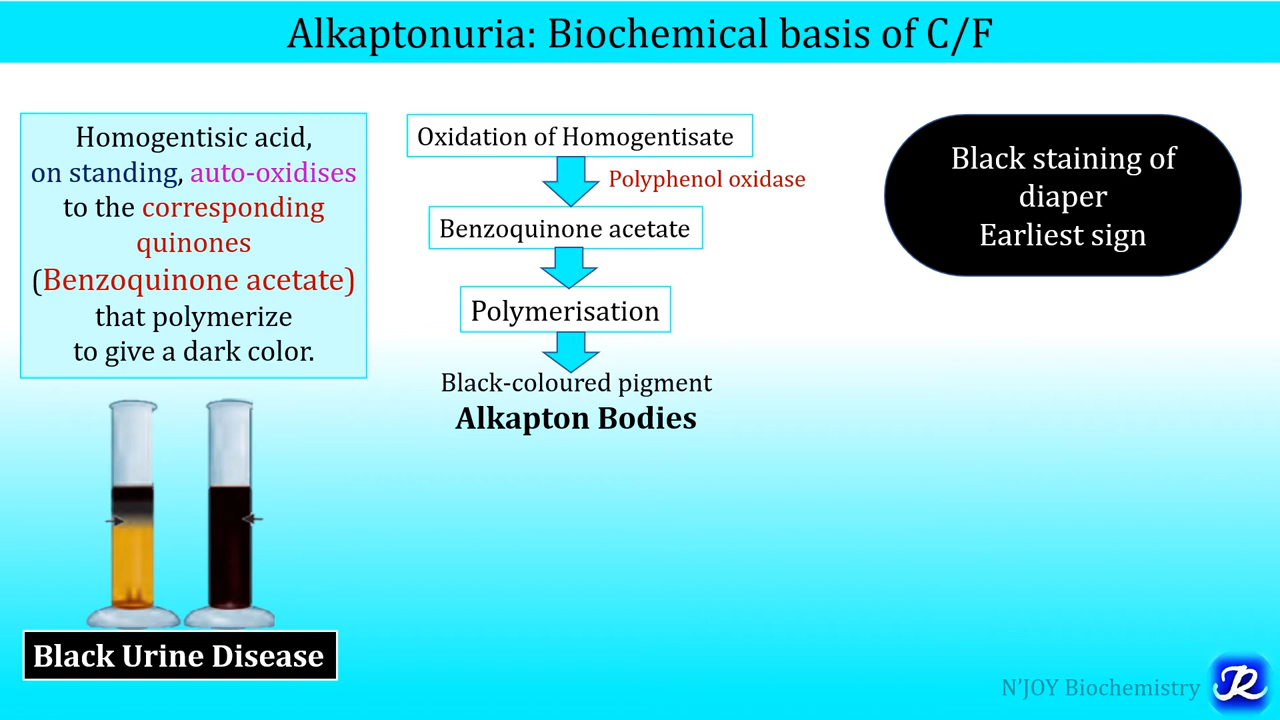 Alkaptonuria: Biochemical basis of C/F
Homogentisic acid,
on standing, auto-oxidises
to the corresponding
quinones
(Benzoquinone acetate)
that polymerize
to give a dark color.
Black Urine Disease
Oxidation of Homogentisate
Polyphenol oxidase
Benzoquinone acetate
Polymerisation
Black-coloured pigment
Alkapton Bodies
Black staining of
diaper
Earliest sign
N'JOY Biochemistry
JR